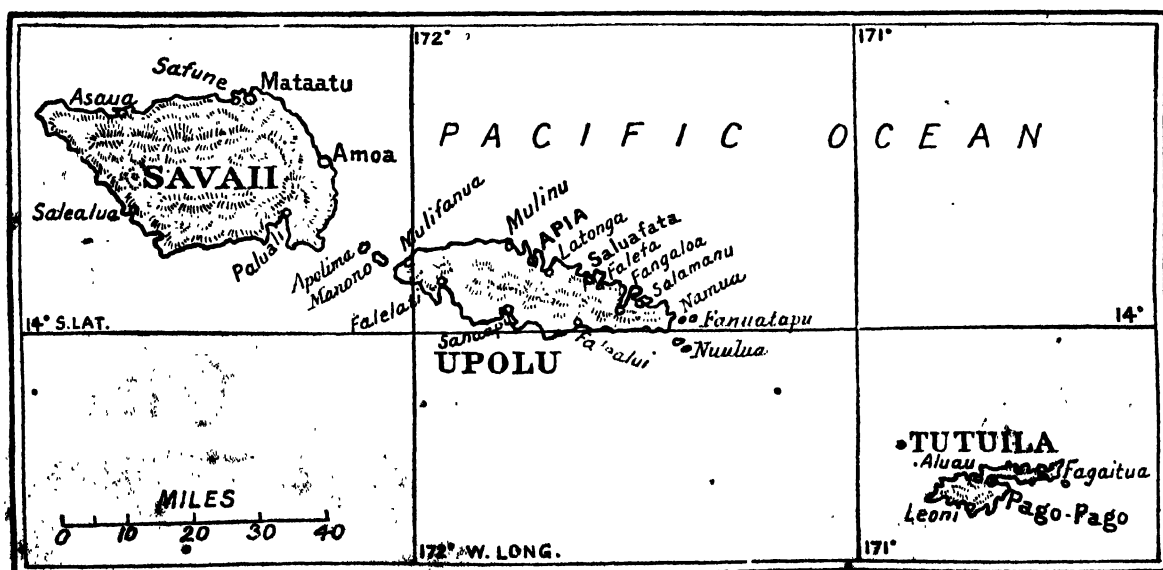 172°
171°
Safune
Mataatu
Asaua
PACIFIC OCEAN
Amoa
SAVAII
Salealua
Palauli
Mulifanua
Mulinu
APIA
Latonga
Saluafata
Faleta
Fangaloa
Salamanu
Apolima
Manono
Namua
Falelati
Fanuatapu
14° S.LAT.
14°
UPOLU
Nuulua
TUTUILA
Aluau
Fagaitua
Leoni
Pago-Pago
MILES
0 10 20 30 40
172° W. LONG.
171°